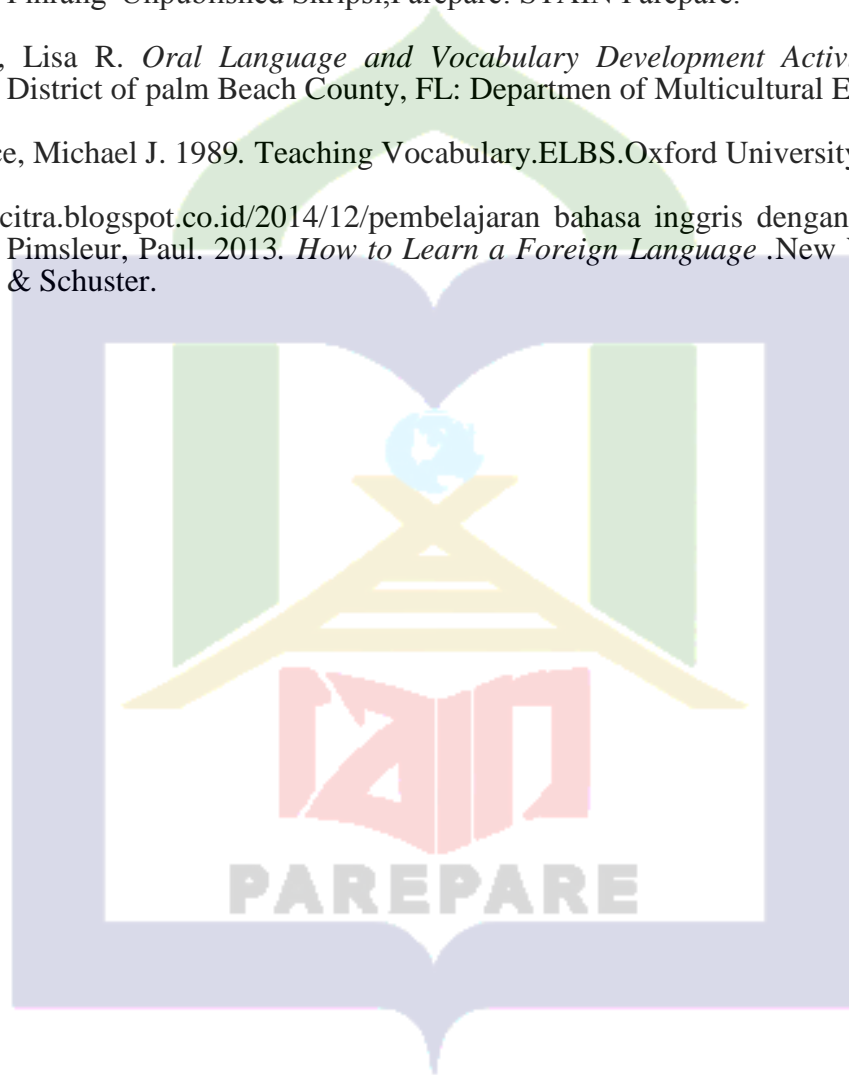 Pinrang" Unpublished Skripsi,Parepare: STAIN Parepare.
, Lisa R. Oral Language and Vocabulary Development Activ
District of palm Beach County, FL: Departmen of Multicultural E
ce, Michael J. 1989. Teaching Vocabulary.ELBS.Oxford University
citra.blogspot.co.id/2014/12/pembelajaran bahasa inggris dengan
Pimsleur, Paul. 2013. How to Learn a Foreign Language .New
& Schuster.
PAREPARE